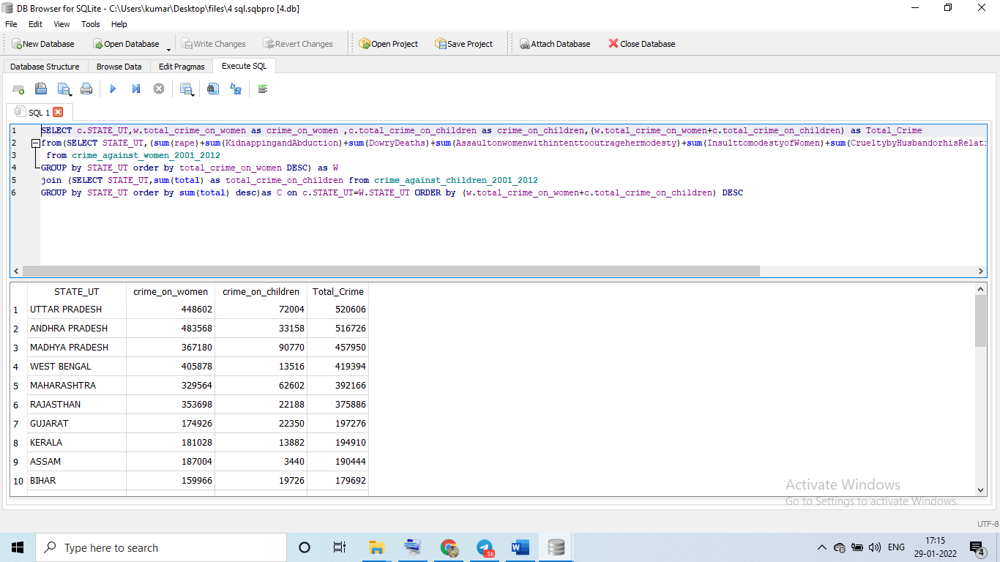 DB Browser for SQLite - C:\Users\kumar\Desktop\files\4 sql.sqbpro [4.db]
File Edit View Tools Help
New Database Open Database Write Changes Revert Changes Open Project Save Project Attach Database Close Database
Database Structure Browse Data Edit Pragmas Execute SQL
SQL 1
1 SELECT c.STATE_UT,w.total_crime_on_women as crime_on_women ,c.total_crime_on_children as crime_on_children,(w.total_crime_on_women+c.total_crime_on_children) as Total_Crime
2 from(SELECT STATE_UT,(sum(rape)+sum(KidnappingandAbduction)+sum(DowryDeaths)+sum(Assaultonwomenwithintenttooutragehermodesty)+sum(InsulttomodestyofWomen)+sum(CrueltybyHusbandorhisRelati
3 from crime_against_women_2001_2012
4 GROUP by STATE_UT order by total_crime_on_women DESC) as W
5 join (SELECT STATE_UT,sum(total) as total_crime_on_children from crime_against_children_2001_2012
6 GROUP by STATE_UT order by sum(total) desc)as C on c.STATE_UT=W.STATE_UT ORDER by (w.total_crime_on_women+c.total_crime_on_children) DESC
STATE_UT crime_on_women crime_on_children Total_Crime
1 UTTAR PRADESH 448602 72004 520606
2 ANDHRA PRADESH 483568 33158 516726
3 MADHYA PRADESH 367180 90770 457950
4 WEST BENGAL 405878 13516 419394
5 MAHARASHTRA 329564 62602 392166
6 RAJASTHAN 353698 22188 375886
7 GUJARAT 174926 22350 197276
8 KERALA 181028 13882 194910
9 ASSAM 187004 3440 190444
10 BIHAR 159966 19726 179692
Activate Windows
Go to Settings to activate Windows.
UTF-8
Type here to search
.56
ENG
17:15
29-01-2022
4